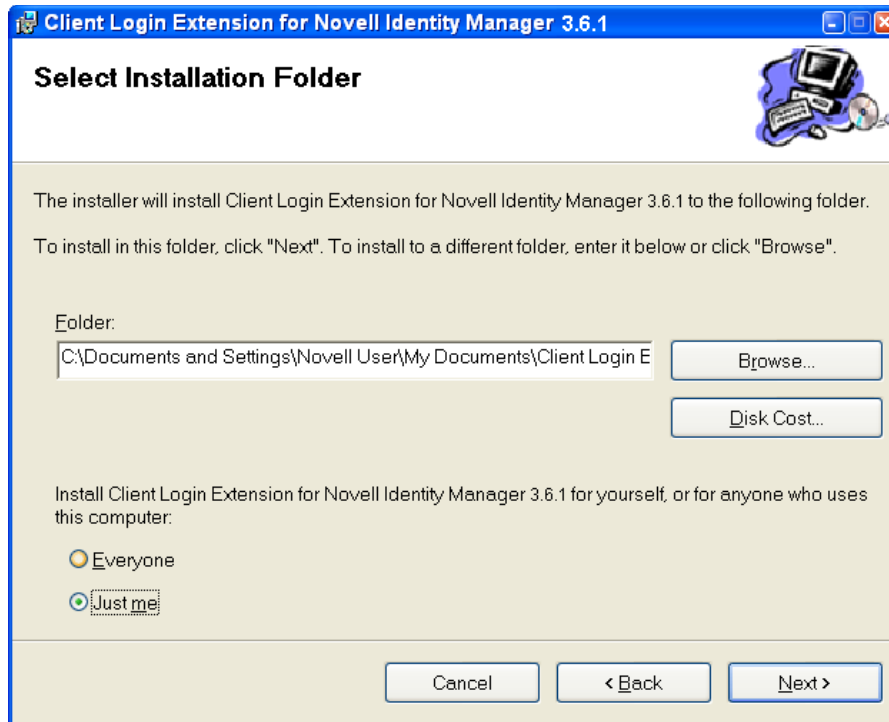 Client Login Extension for Novell Identity Manager 3.6.1
Select Installation Folder
The installer will install Client Login Extension for Novell Identity Manager 3.6.1 to the following folder.
To install in this folder, click "Next". To install to a different folder, enter it below or click "Browse".
Folder:
C:\Documents and Settings\Novell User\My Documents\Client Login E
Browse...
Disk Cost...
Install Client Login Extension for Novell Identity Manager 3.6.1 for yourself, or for anyone who uses
this computer:
Everyone
Just me
Cancel
< Back
Next >